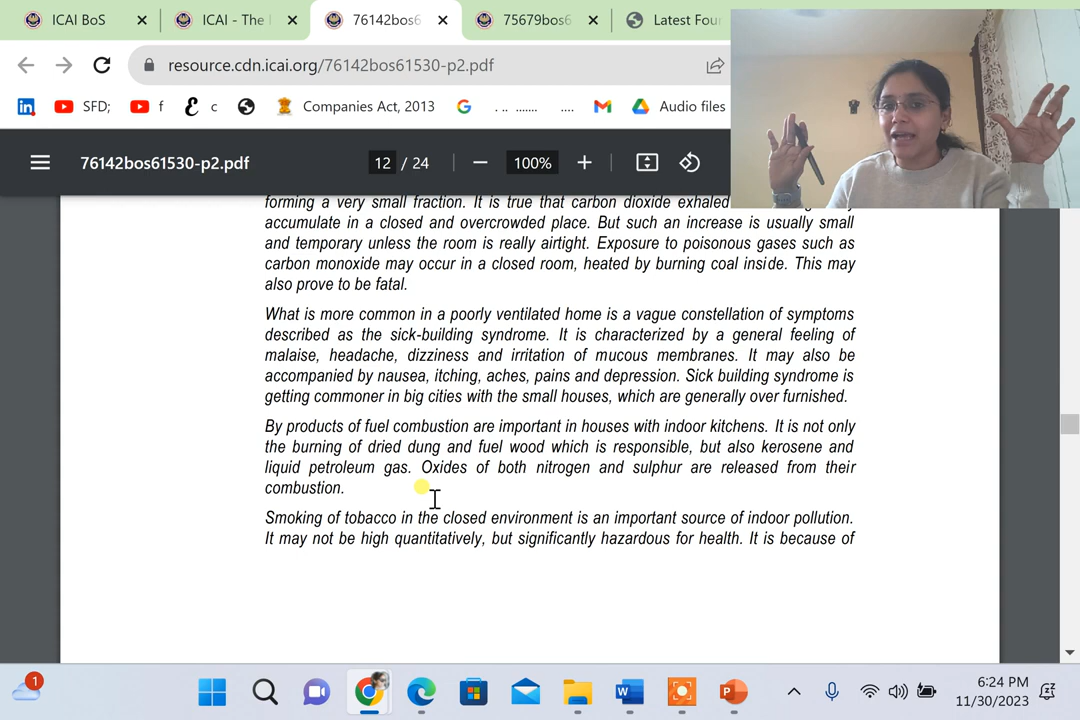 ICAI BoS
ICAI - The
76142bos6
75679bos6
Latest Four
resource.cdn.icai.org/76142bos61530-p2.pdf
SFD;
f
c
Companies Act, 2013
. .. ....... ....
Audio files
76142bos61530-p2.pdf
12 / 24
100%
forming a very small fraction. It is true that carbon dioxide exhaled
accumulate in a closed and overcrowded place. But such an increase is usually small
and temporary unless the room is really airtight. Exposure to poisonous gases such as
carbon monoxide may occur in a closed room, heated by burning coal inside. This may
also prove to be fatal.
What is more common in a poorly ventilated home is a vague constellation of symptoms
described as the sick-building syndrome. It is characterized by a general feeling of
malaise, headache, dizziness and irritation of mucous membranes. It may also be
accompanied by nausea, itching, aches, pains and depression. Sick building syndrome is
getting commoner in big cities with the small houses, which are generally over furnished.
By products of fuel combustion are important in houses with indoor kitchens. It is not only
the burning of dried dung and fuel wood which is responsible, but also kerosene and
liquid petroleum gas. Oxides of both nitrogen and sulphur are released from their
combustion.
Smoking of tobacco in the closed environment is an important source of indoor pollution.
It may not be high quantitatively, but significantly hazardous for health. It is because of
1
6:24 PM
11/30/2023